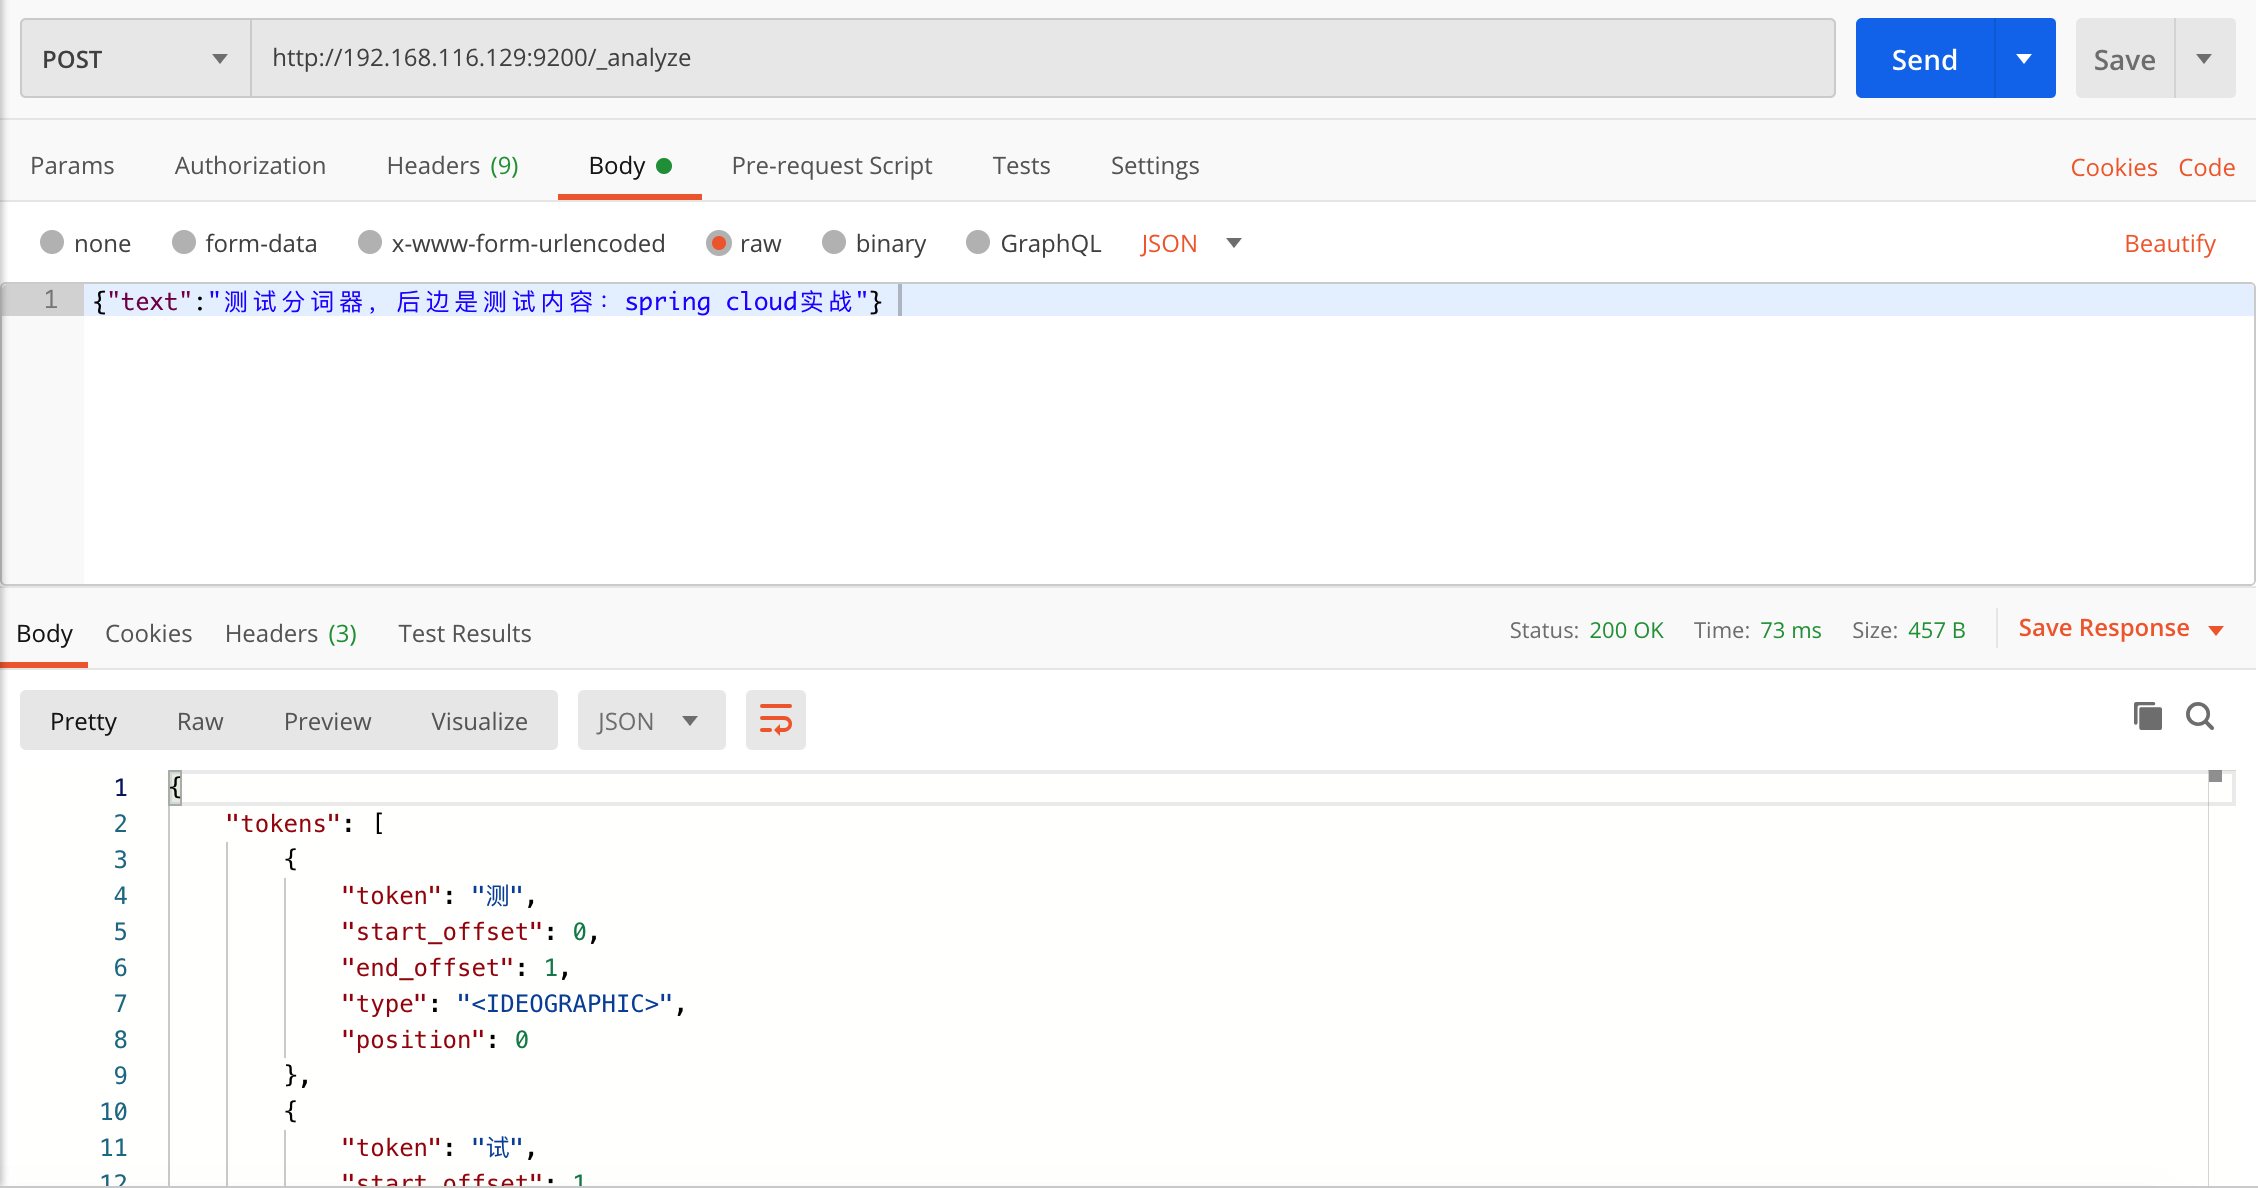 POST http://192.168.116.129:9200/_analyze Send Save
Params Authorization Headers (9) Body Pre-request Script Tests Settings Cookies Code
none form-data x-www-form-urlencoded raw binary GraphQL JSON Beautify
1 {"text":"测试分词器，后边是测试内容：spring cloud实战"}
Body Cookies Headers (3) Test Results Status: 200 OK Time: 73 ms Size: 457 B Save Response
Pretty Raw Preview Visualize JSON
1 {
2 "tokens": [
3 {
4 "token": "测",
5 "start_offset": 0,
6 "end_offset": 1,
7 "type": "<IDEOGRAPHIC>",
8 "position": 0
9 },
10 {
11 "token": "试",
12 "start_offset": 1